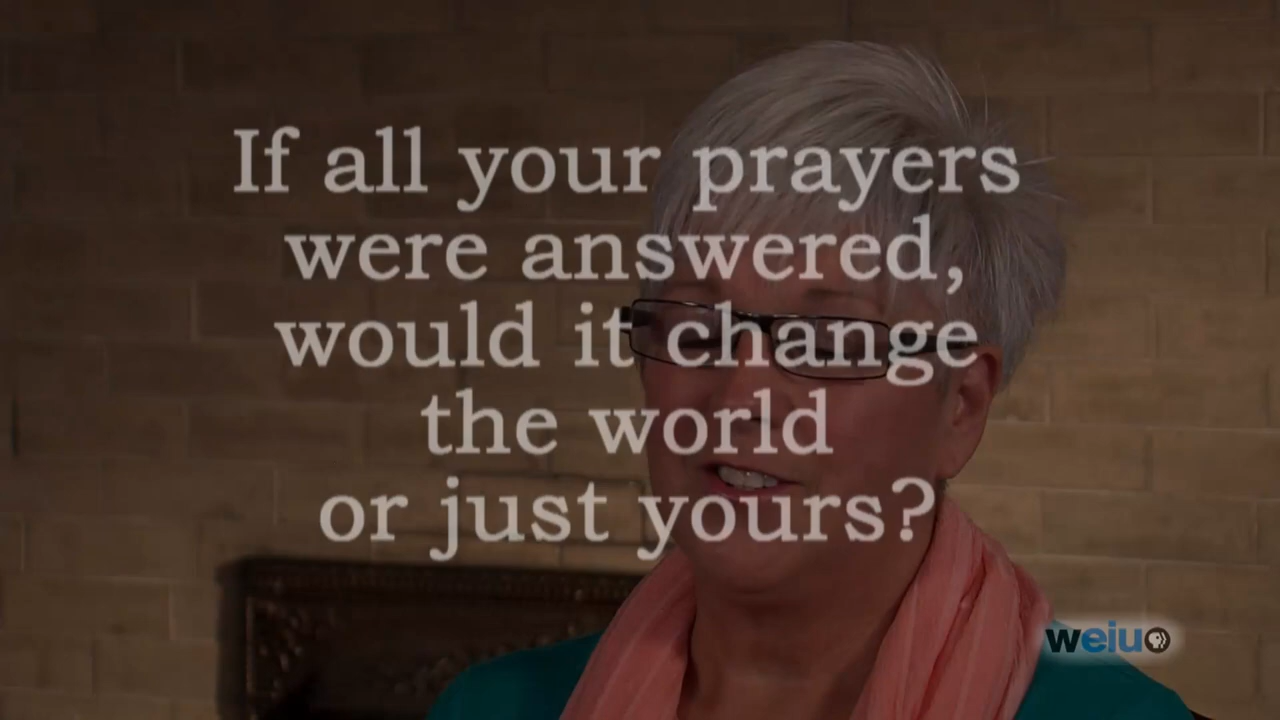 If all your prayers
were answered,
would it change
the world
or just yours?
weiu